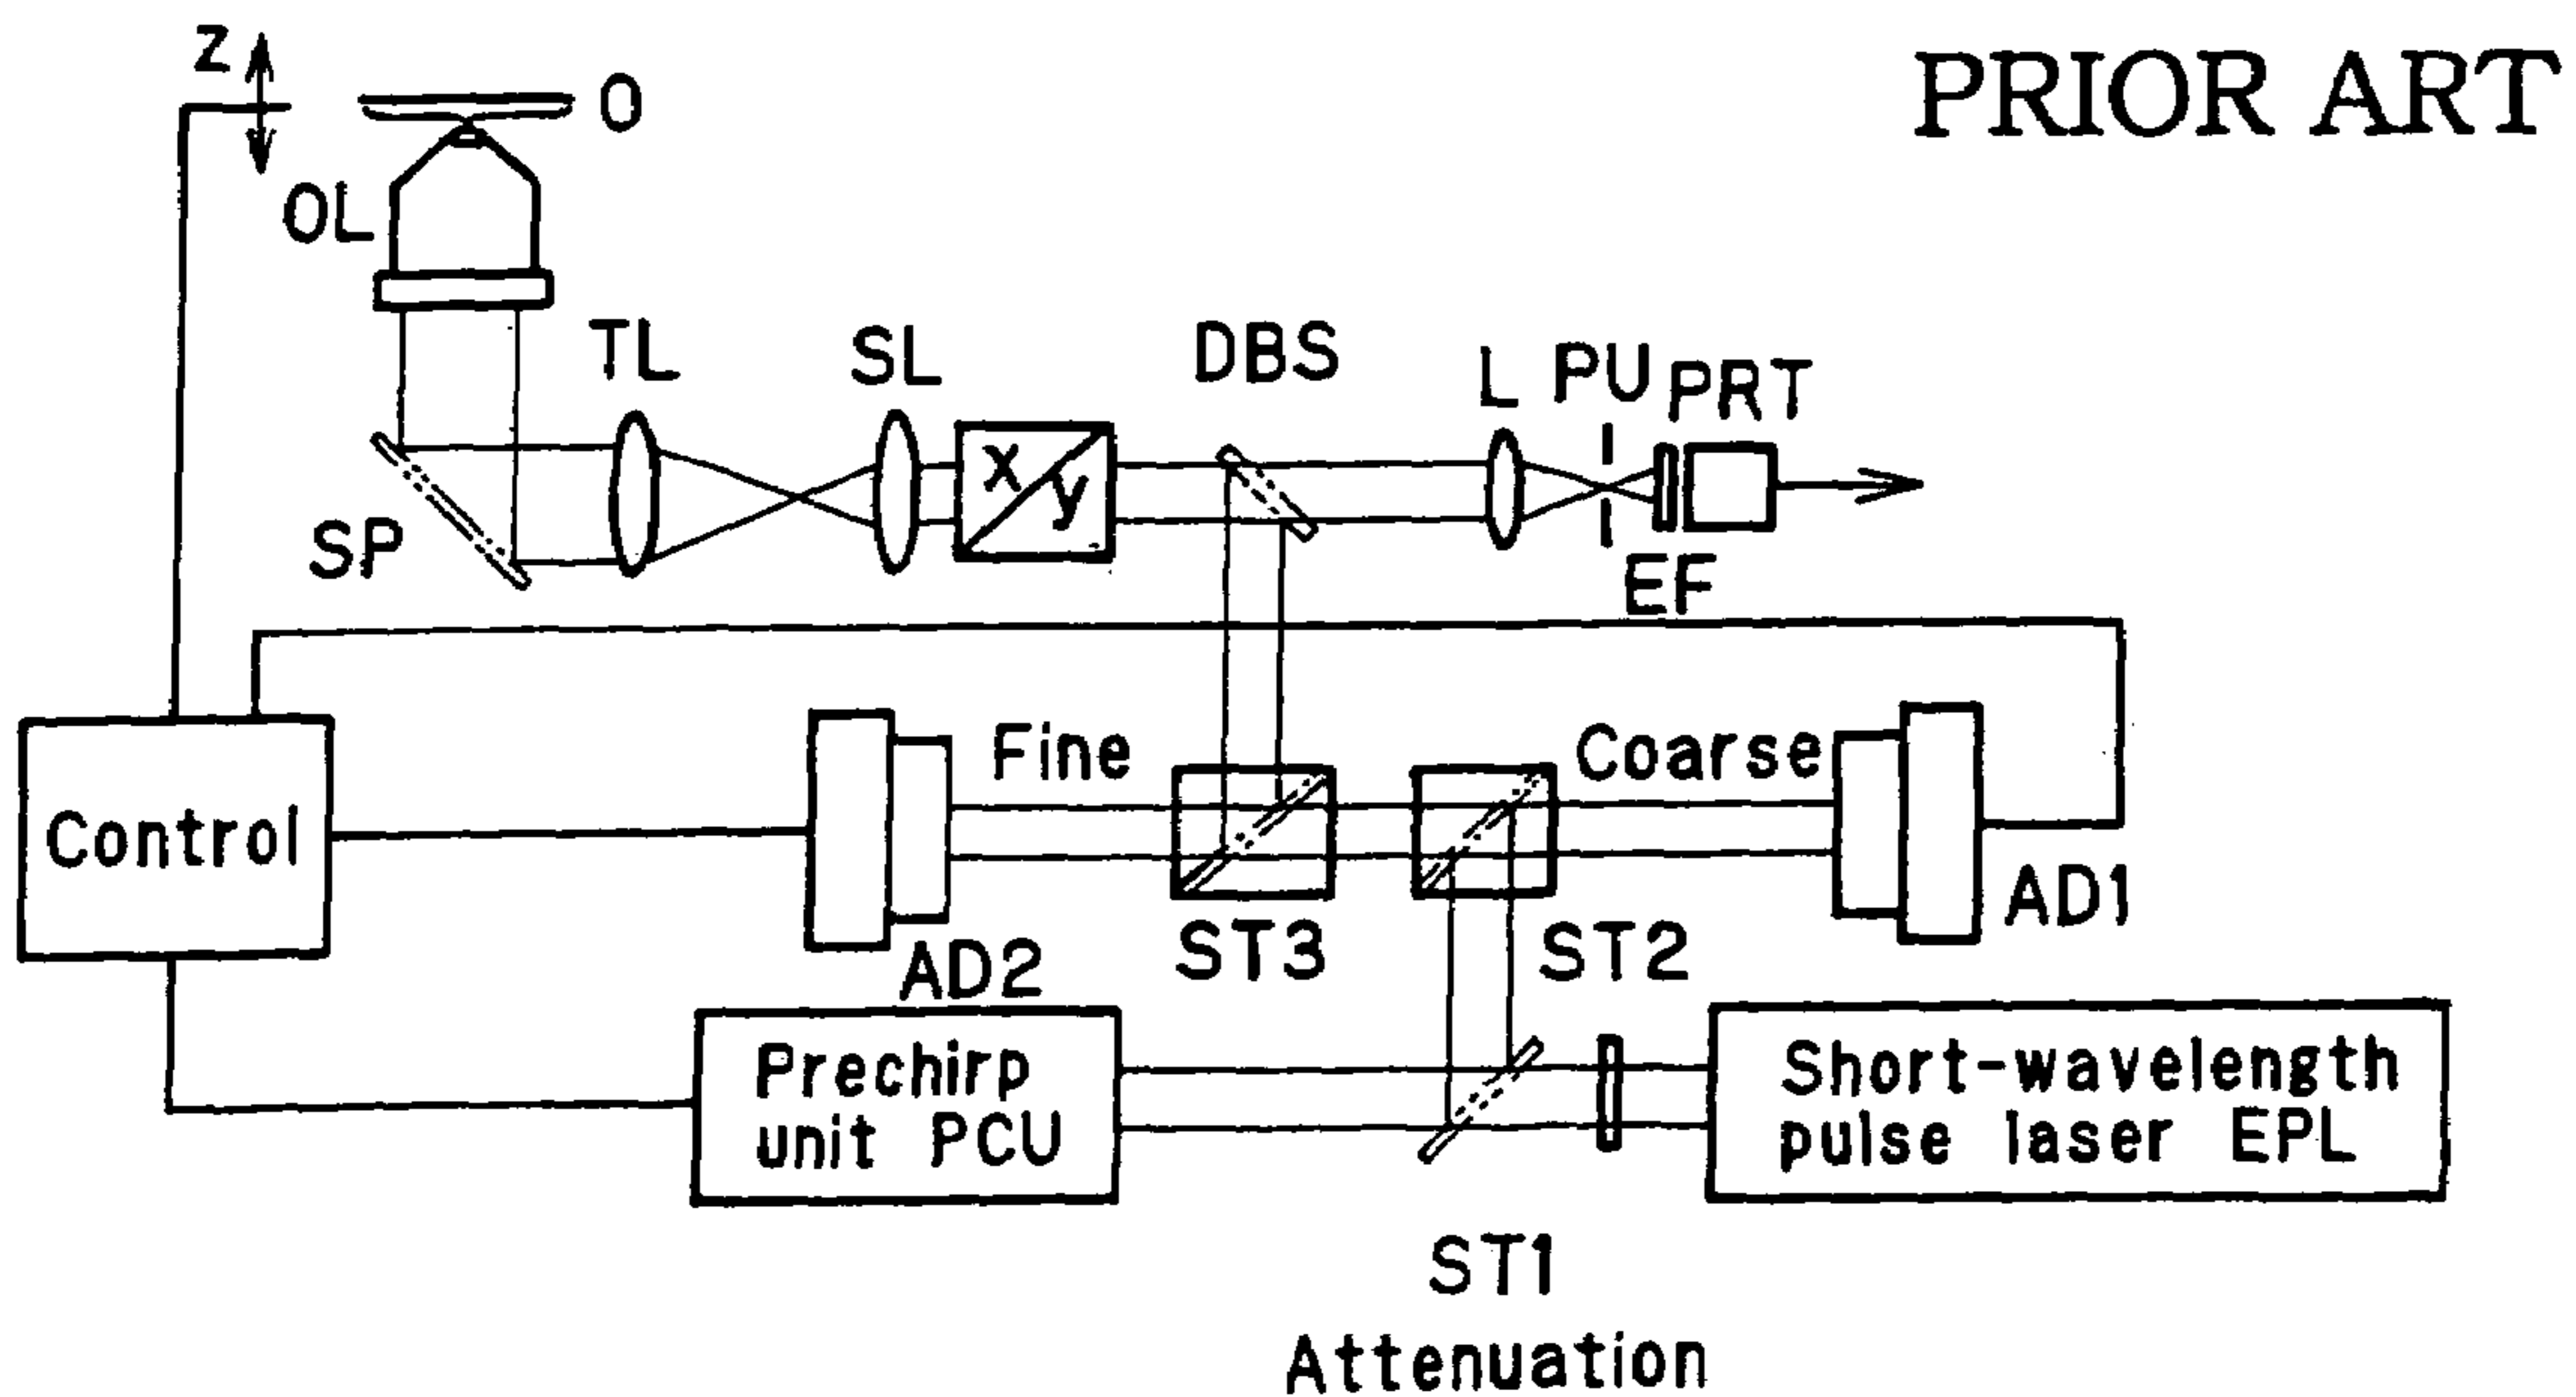 PRIOR ART
Z
O
OL
TL
SL
DBS
L
PU
PRT
SP
x
y
EF
Fine
Coarse
Control
AD2
ST3
ST2
AD1
Prechirp
unit PCU
Short-wavelength
pulse laser EPL
ST1
Attenuation